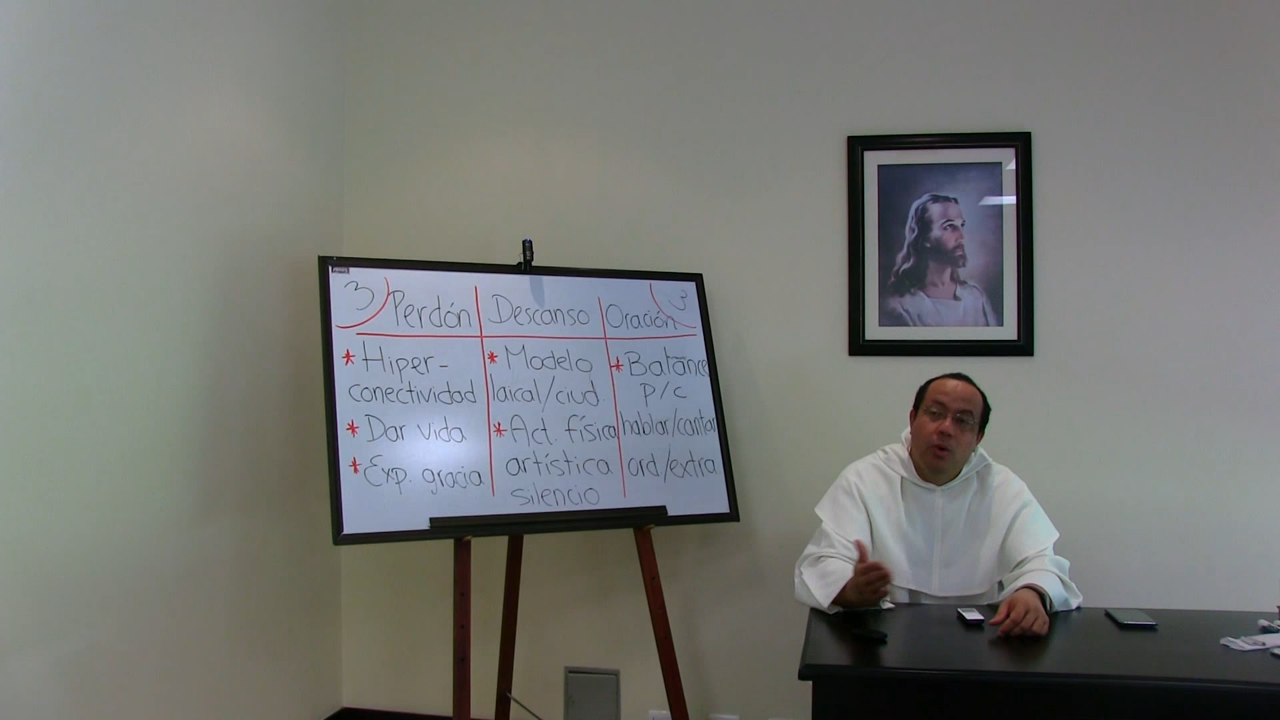 3 Perdón Descanso Oración 3
* Hiper-
conectividad
* Dar vida
* Exp. gracia
* Modelo
laical/ciud.
* Act. física
artística
silencio
* Balance
p/c
hablar/cantar
ord/extra